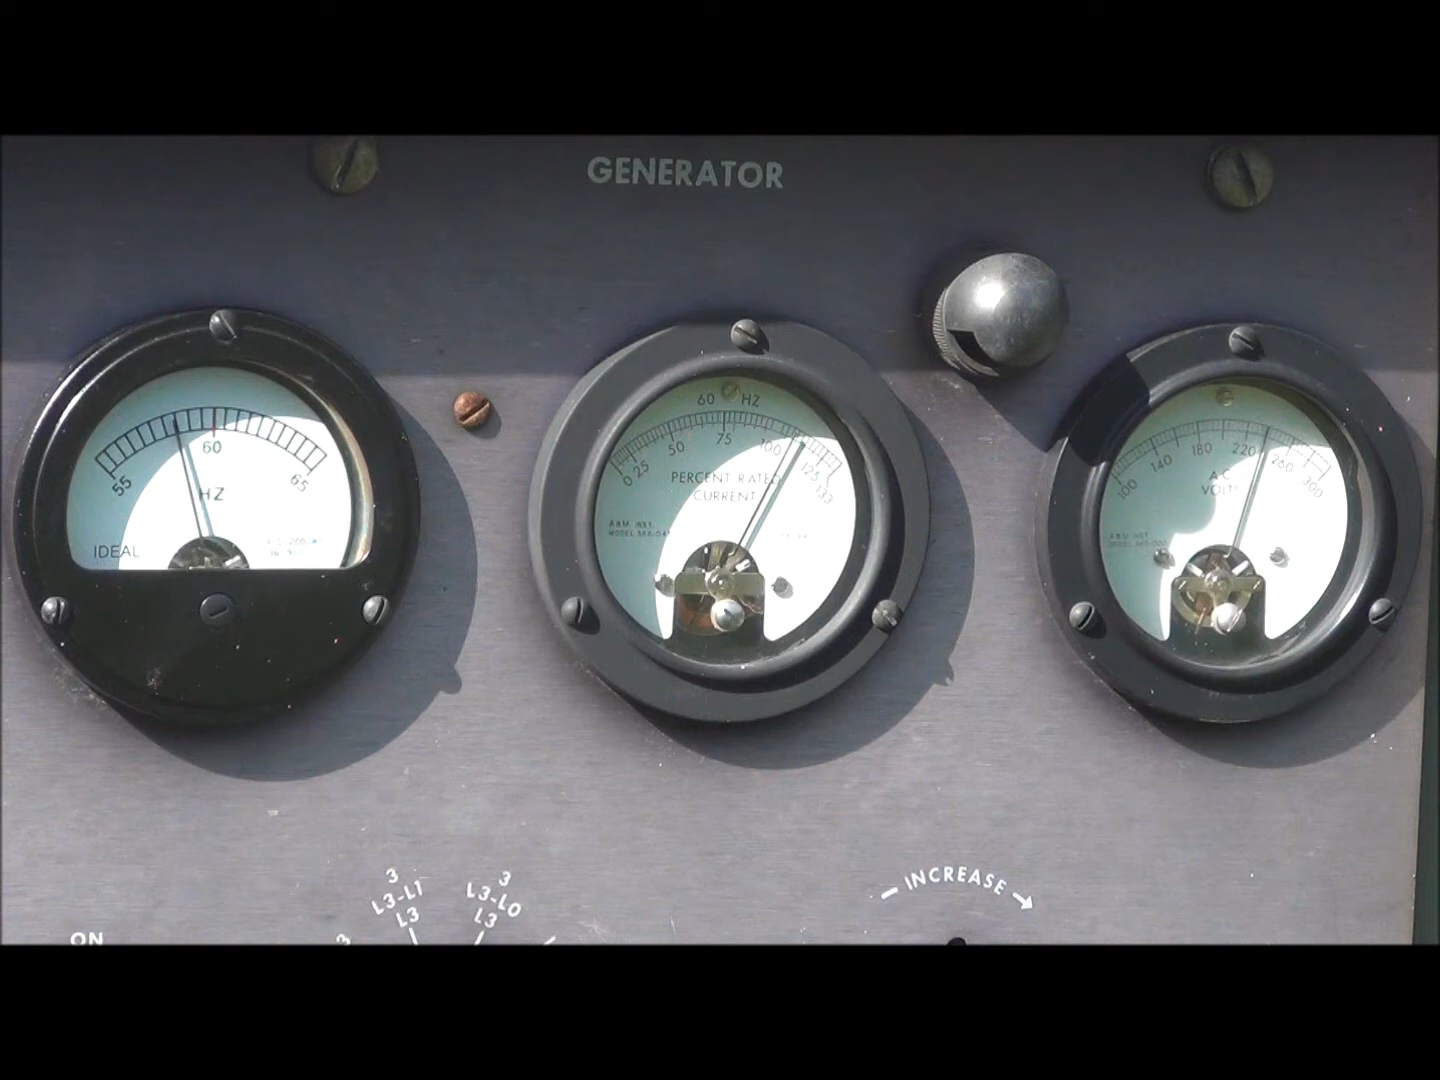 GENERATOR
55
60
65
HZ
IDEAL
60 HZ
0
25
50
75
100
125
133
PERCENT RATED
CURRENT
A&M INST.
100
140
180
220
260
300
A.C.
VOLTS
INCREASE
3
L3-L1
L3
3
L3-L0
L3
3
ON